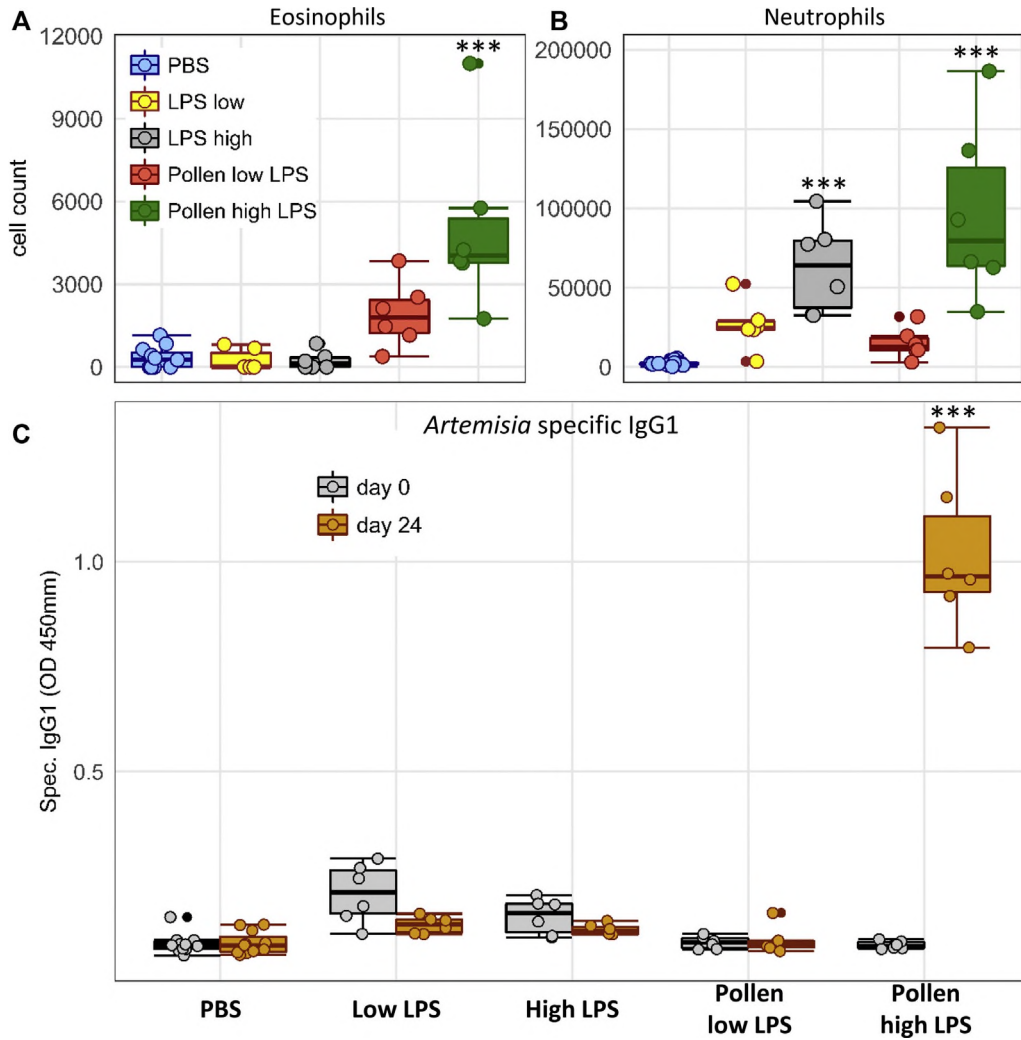 A
Eosinophils
B
Neutrophils
12000
9000
6000
3000
0
cell count
PBS
LPS low
LPS high
Pollen low LPS
Pollen high LPS
***
200000
150000
100000
50000
0
***
***
C
Artemisia specific IgG1
***
day 0
day 24
1.0
0.5
Spec. IgG1 (OD 450mm)
PBS
Low LPS
High LPS
Pollen
low LPS
Pollen
high LPS